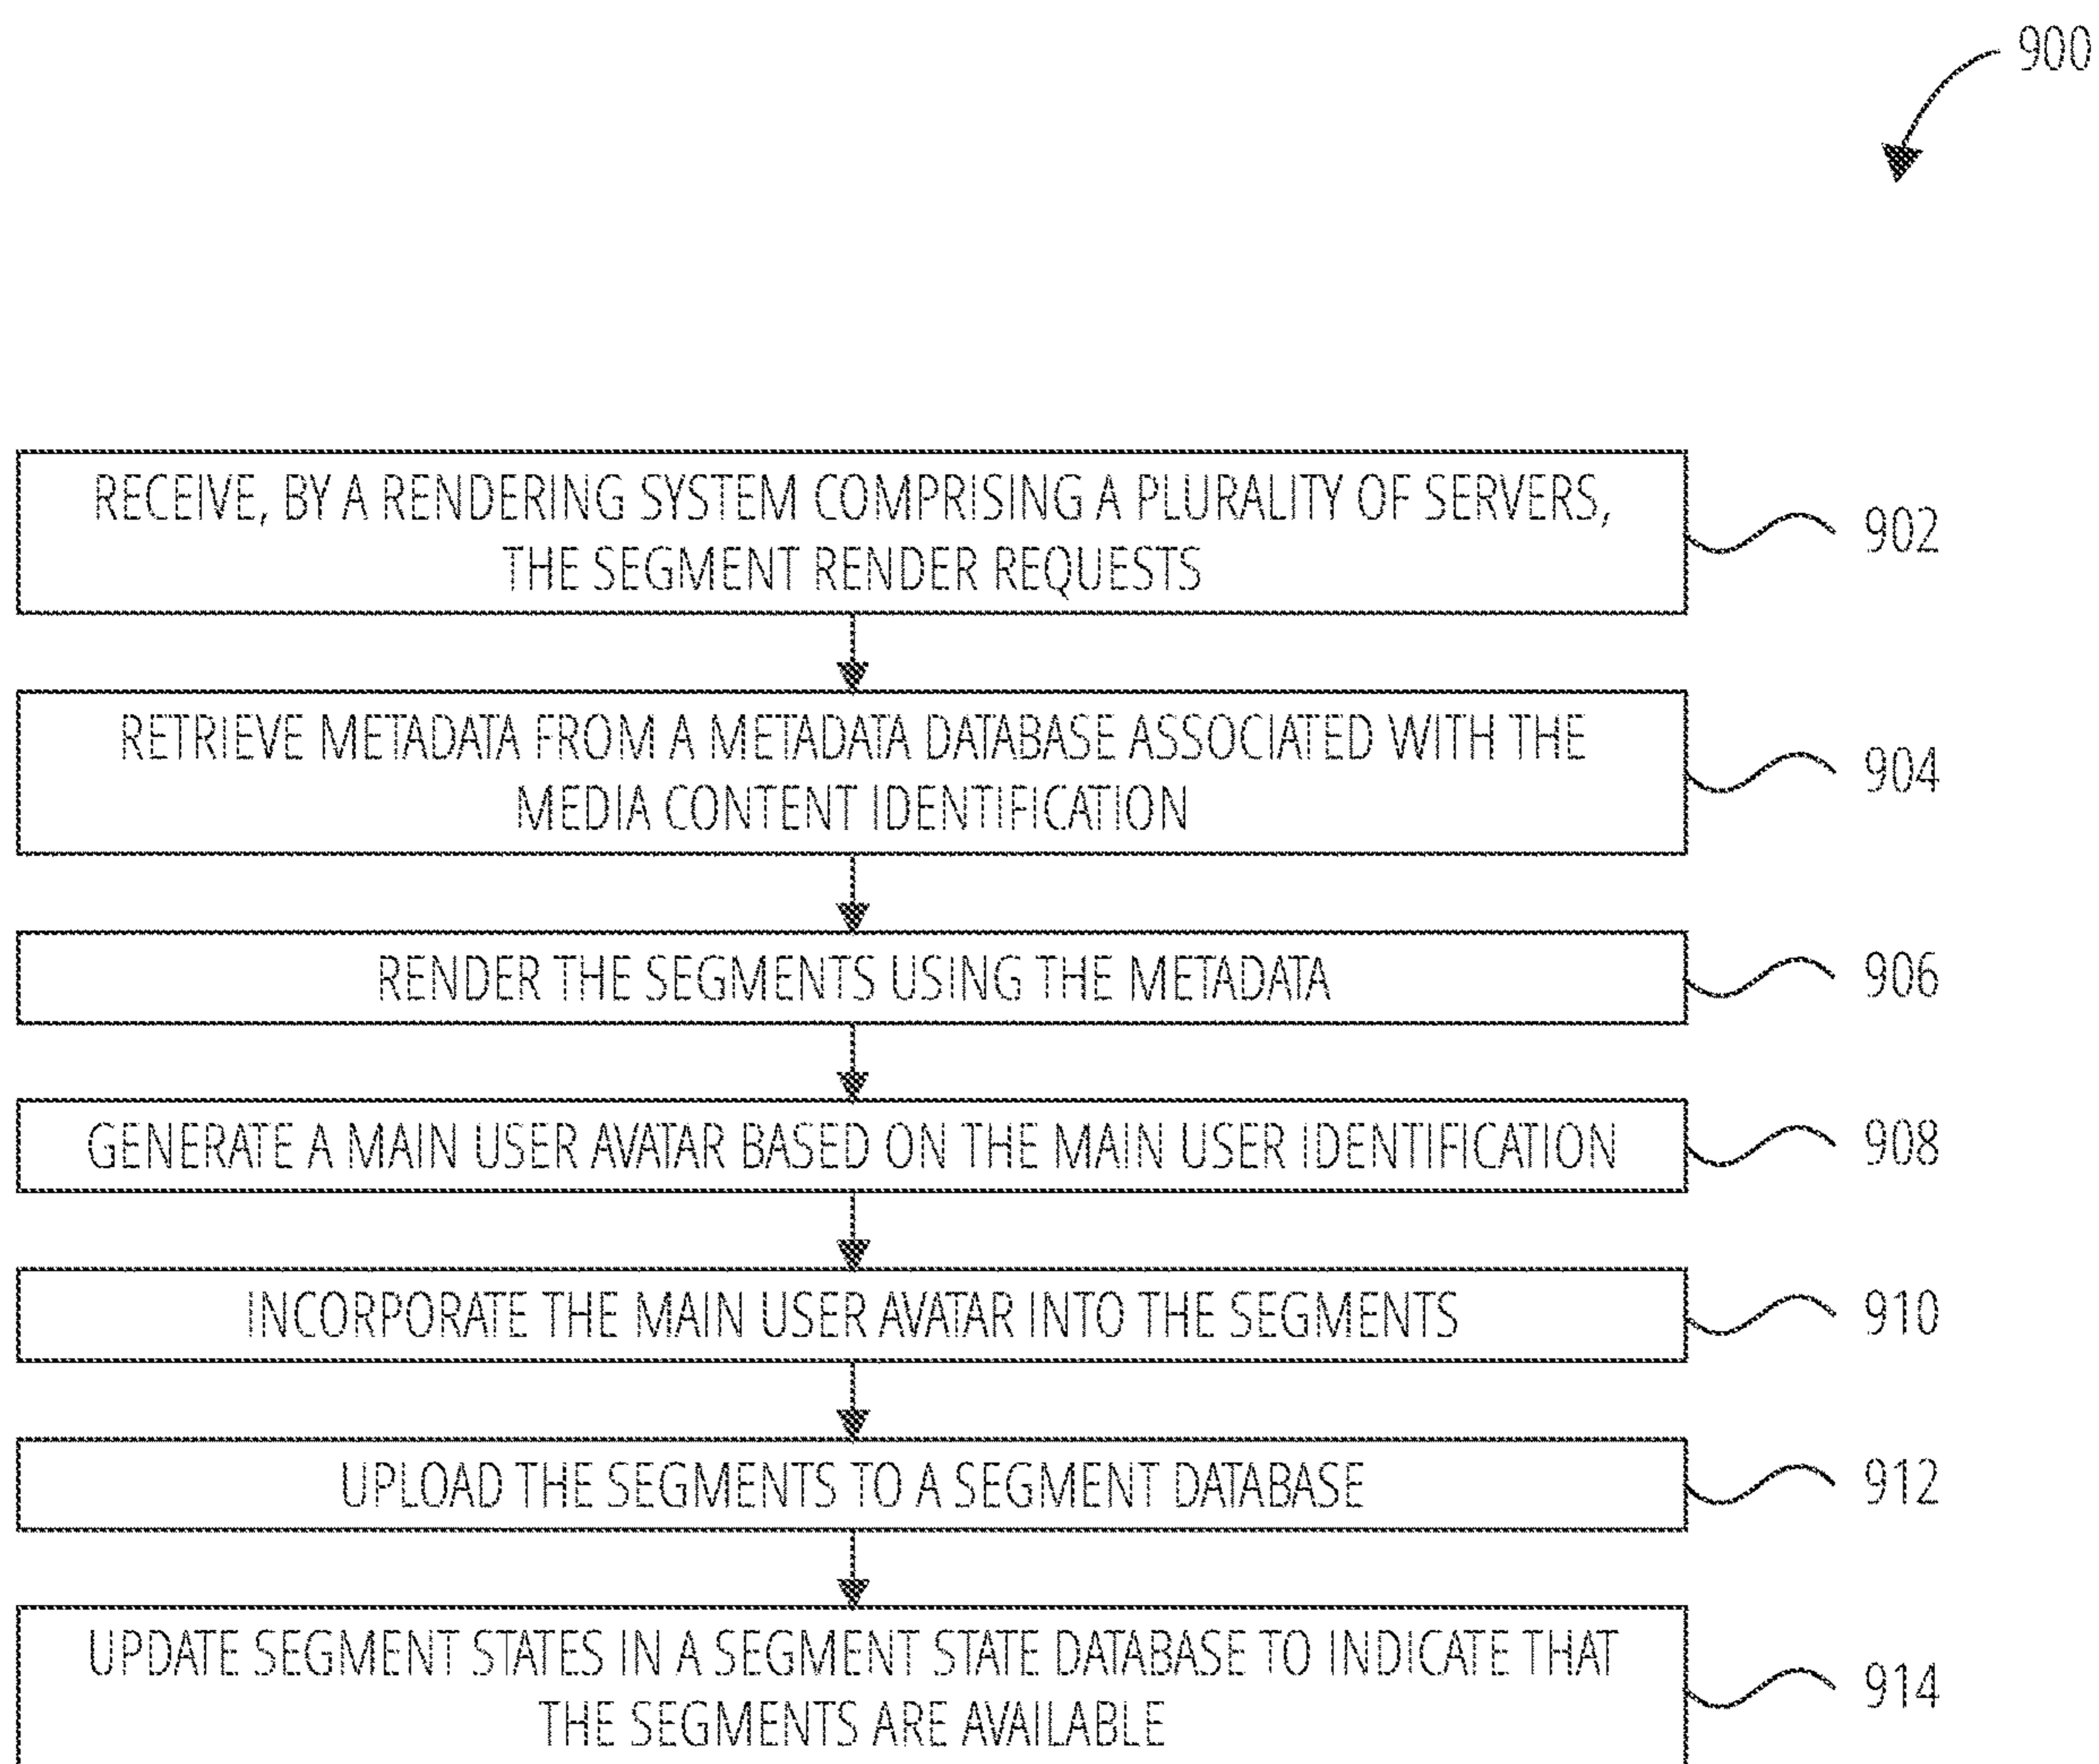 900
RECEIVE, BY A RENDERING SYSTEM COMPRISING A PLURALITY OF SERVERS,
THE SEGMENT RENDER REQUESTS
902
RETRIEVE METADATA FROM A METADATA DATABASE ASSOCIATED WITH THE
MEDIA CONTENT IDENTIFICATION
904
RENDER THE SEGMENTS USING THE METADATA
906
GENERATE A MAIN USER AVATAR BASED ON THE MAIN USER IDENTIFICATION
908
INCORPORATE THE MAIN USER AVATAR INTO THE SEGMENTS
910
UPLOAD THE SEGMENTS TO A SEGMENT DATABASE
912
UPDATE SEGMENT STATES IN A SEGMENT STATE DATABASE TO INDICATE THAT
THE SEGMENTS ARE AVAILABLE
914